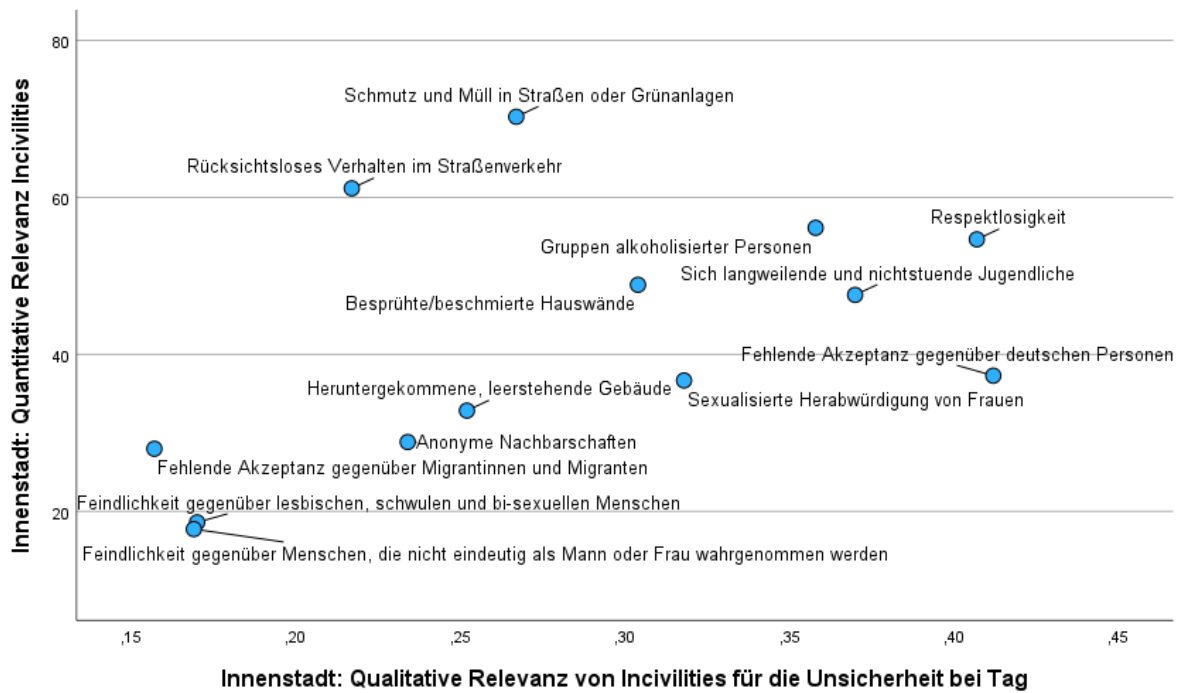 Innenstadt: Quantitative Relevanz Incivilities
80
60
40
20
Schmutz und Müll in Straßen oder Grünanlagen
Rücksichtsloses Verhalten im Straßenverkehr
Respektlosigkeit
Gruppen alkoholisierter Personen
Sich langweilende und nichtstuende Jugendliche
Besprühte/beschmierte Hauswände
Fehlende Akzeptanz gegenüber deutschen Personen
Heruntergekommene, leerstehende Gebäude
Sexualisierte Herabwürdigung von Frauen
Anonyme Nachbarschaften
Fehlende Akzeptanz gegenüber Migrantinnen und Migranten
Feindlichkeit gegenüber lesbischen, schwulen und bi-sexuellen Menschen
Feindlichkeit gegenüber Menschen, die nicht eindeutig als Mann oder Frau wahrgenommen werden
,15 ,20 ,25 ,30 ,35 ,40 ,45
Innenstadt: Qualitative Relevanz von Incivilities für die Unsicherheit bei Tag